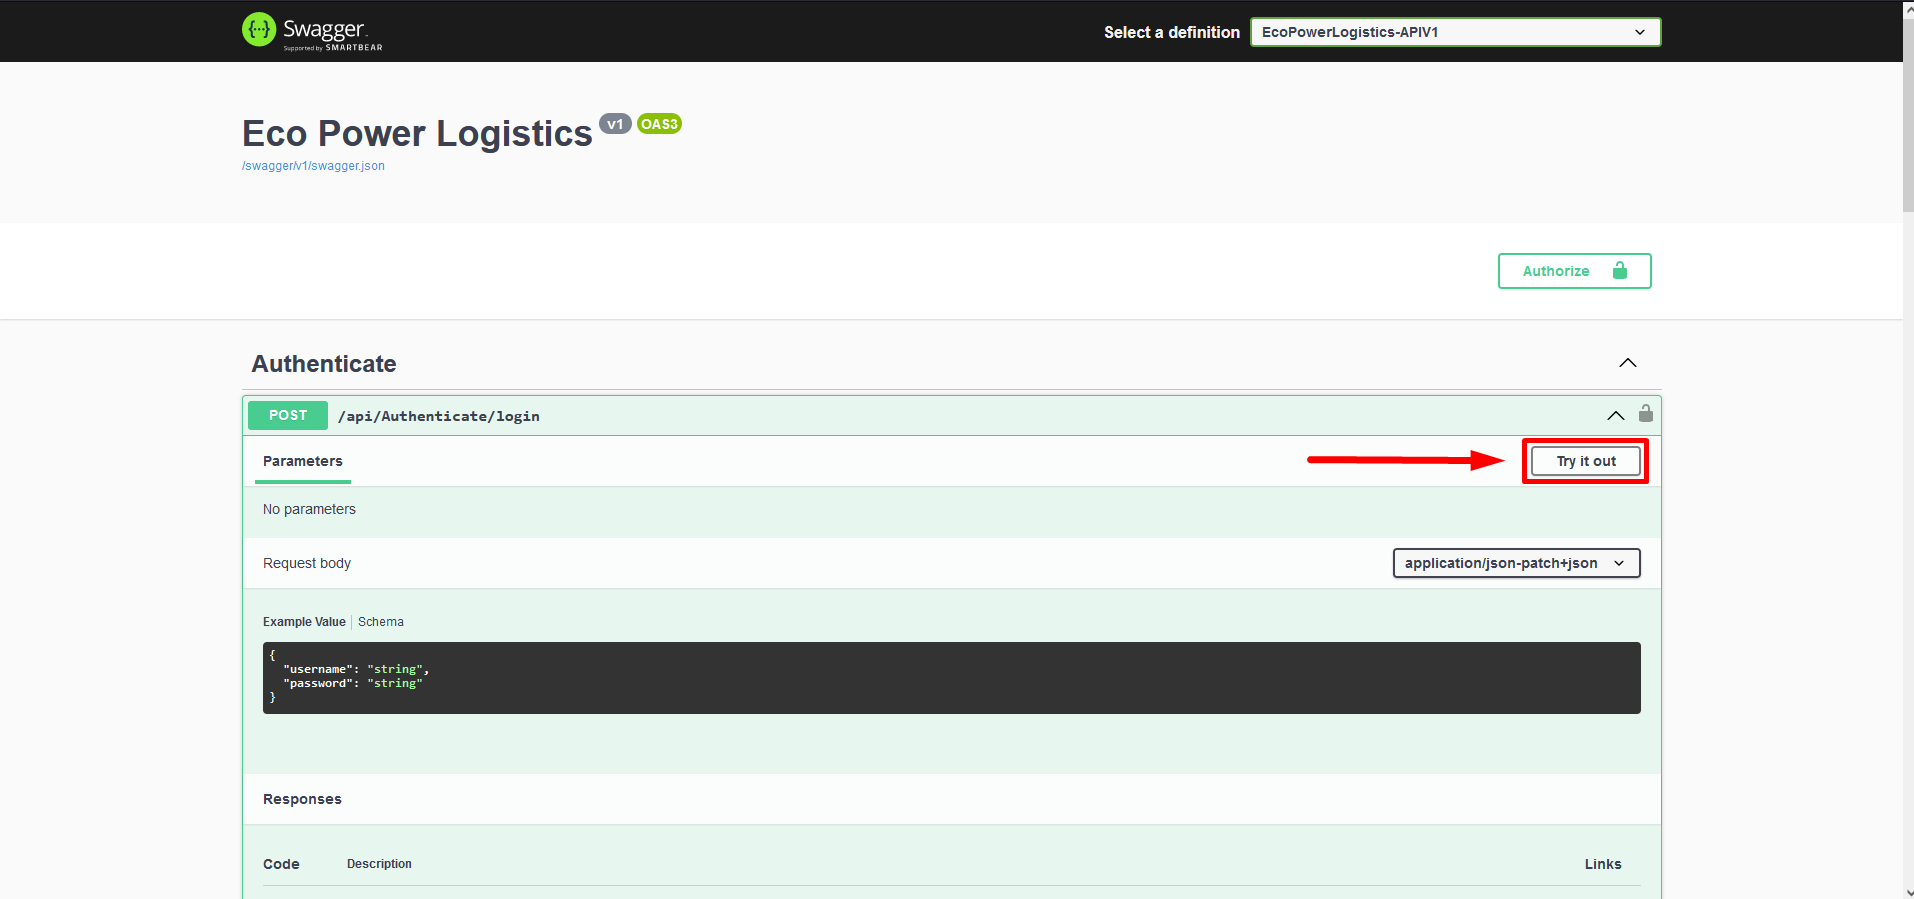 Swagger
Supported by SMARTBEAR
Select a definition
EcoPowerLogistics-APIV1
Eco Power Logistics v1 OAS3
/swagger/v1/swagger.json
Authorize
Authenticate
POST /api/Authenticate/login
Parameters
Try it out
No parameters
Request body
application/json-patch+json
Example Value Schema
{
"username": "string",
"password": "string"
}
Responses
Code Description Links